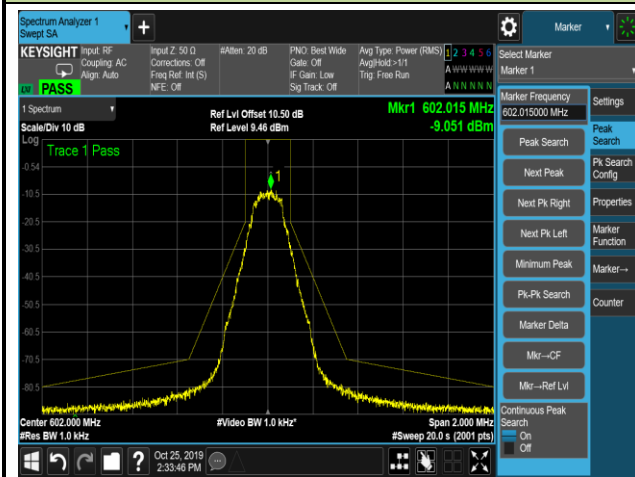 Spectrum Analyzer 1
Swept SA
+
Marker
KEYSIGHT
Input: RF
Coupling: AC
Align: Auto
Input Z: 50 Ω
Corrections: Off
Freq Ref: Int (S)
NFE: Off
#Atten: 20 dB
PNO: Best Wide
Gate: Off
IF Gain: Low
Sig Track: Off
Avg Type: Power (RMS)
Avg|Hold >1/1
Trig: Free Run
1 2 3 4 5 6
A W W W W W
A N N N N N
LXI
PASS
Select Marker
Marker 1
1 Spectrum
Scale/Div 10 dB
Log
Ref Lvl Offset 10.50 dB
Ref Level 9.46 dBm
Mkr1 602.015 MHz
-9.051 dBm
Trace 1 Pass
1
-0.54
-10.5
-20.5
-30.5
-40.5
-50.5
-60.5
-70.5
-80.5
Center 602.000 MHz
#Res BW 1.0 kHz
#Video BW 1.0 kHz*
Span 2.000 MHz
#Sweep 20.0 s (2001 pts)
Marker Frequency
602.015000 MHz
Peak Search
Next Peak
Next Pk Right
Next Pk Left
Minimum Peak
Pk-Pk Search
Marker Delta
Mkr→CF
Mkr→Ref Lvl
Continuous Peak
Search
On
Off
Settings
Peak
Search
Pk Search
Config
Properties
Marker
Function
Marker→
Counter
?
Oct 25, 2019
2:33:46 PM